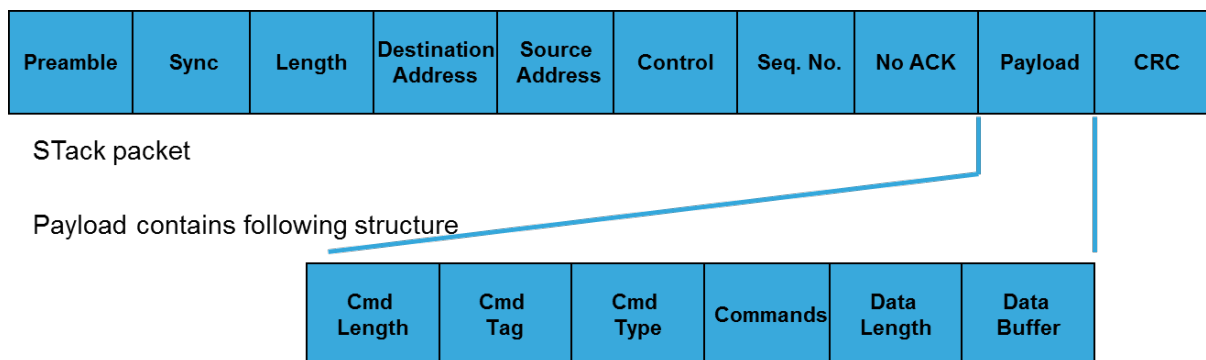 Preamble Sync Length Destination Address Source Address Control Seq. No. No ACK Payload CRC
STack packet
Payload contains following structure
Cmd Length Cmd Tag Cmd Type Commands Data Length Data Buffer